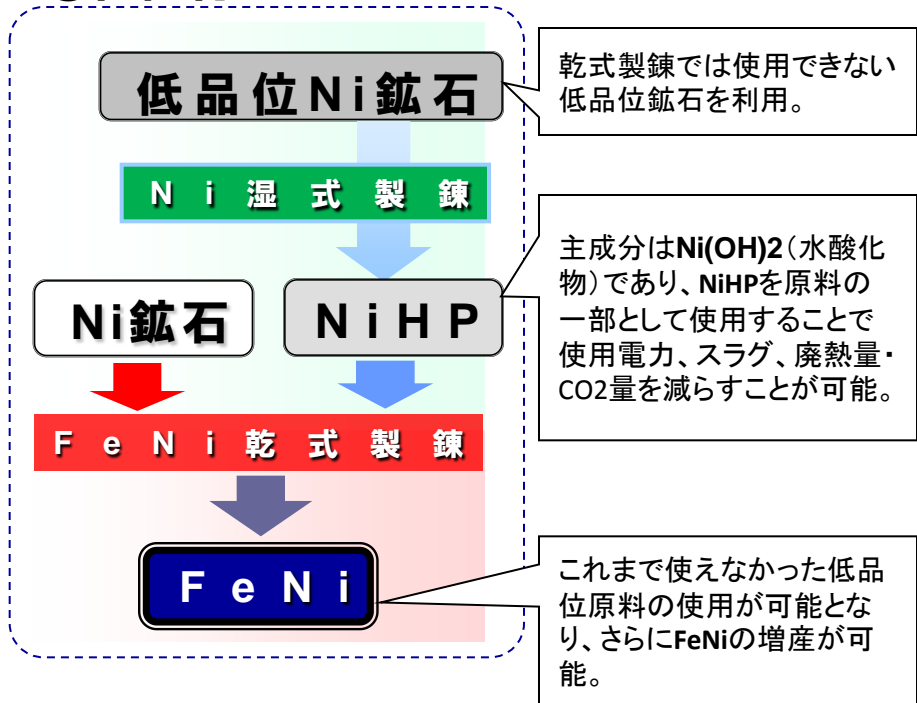 低品位Ni鉱石
乾式製錬では使用できない
低品位鉱石を利用。
Ni湿式製錬
主成分はNi(OH)2（水酸化
物）であり、NiHPを原料の
一部として使用することで
使用電力、スラグ、廃熱量・
CO2量を減らすことが可能。
Ni鉱石
NiHP
FeNi乾式製錬
FeNi
これまで使えなかった低品
位原料の使用が可能とな
り、さらにFeNiの増産が可
能。